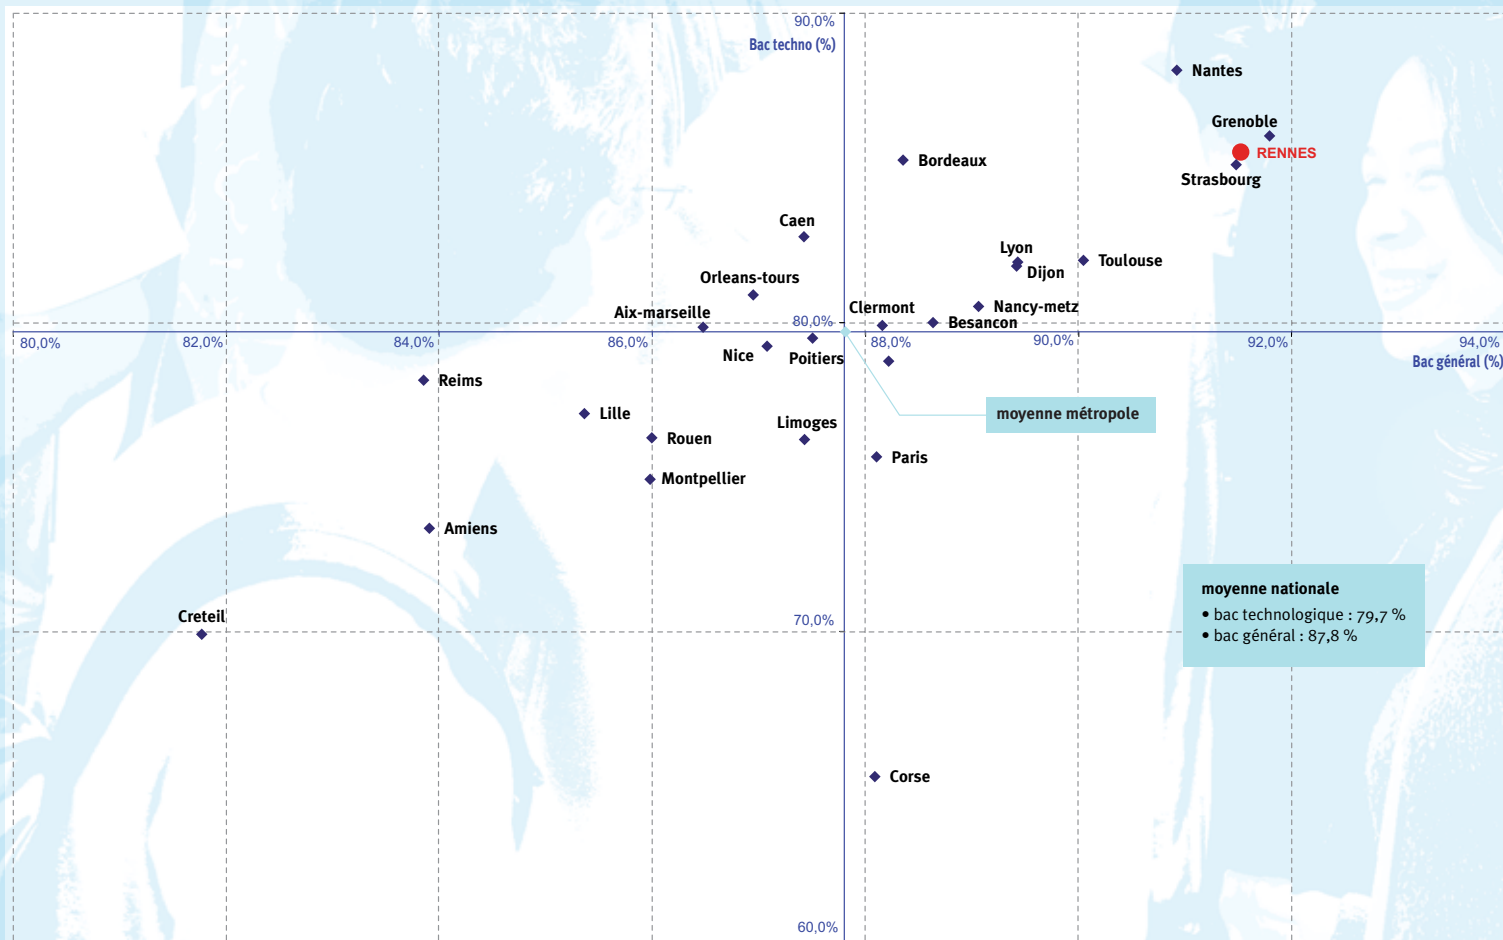 90,0%
Bac techno (%)
Nantes
Grenoble
RENNES
Bordeaux
Strasbourg
Caen
Lyon
Toulouse
Dijon
Orleans-tours
Aix-marseille
Clermont
Nancy-metz
80,0%
Besancon
80,0%
82,0%
84,0%
86,0%
88,0%
90,0%
92,0%
94,0%
Nice
Poitiers
Bac général (%)
Reims
Lille
moyenne métropole
Limoges
Rouen
Paris
Montpellier
Amiens
moyenne nationale
• bac technologique : 79,7 %
• bac général : 87,8 %
Creteil
70,0%
Corse
60,0%